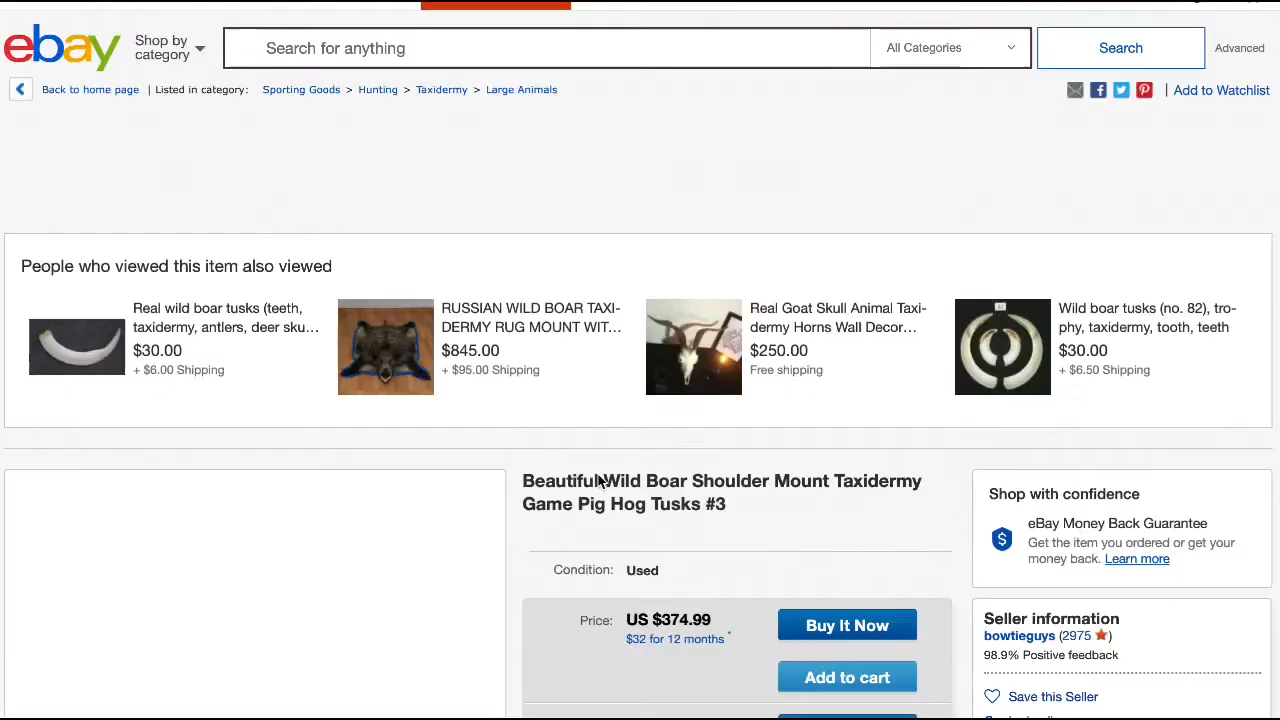 ebay
Shop by
category
Search for anything
All Categories
Search
Advanced
Back to home page | Listed in category: Sporting Goods > Hunting > Taxidermy > Large Animals
| Add to Watchlist
People who viewed this item also viewed
Real wild boar tusks (teeth,
taxidermy, antlers, deer sku...
$30.00
+ $6.00 Shipping
RUSSIAN WILD BOAR TAXI-
DERMY RUG MOUNT WIT...
$845.00
+ $95.00 Shipping
Real Goat Skull Animal Taxi-
dermy Horns Wall Decor...
$250.00
Free shipping
Wild boar tusks (no. 82), tro-
phy, taxidermy, tooth, teeth
$30.00
+ $6.50 Shipping
Beautiful Wild Boar Shoulder Mount Taxidermy
Game Pig Hog Tusks #3
Condition: Used
Price: US $374.99
$32 for 12 months *
Buy It Now
Add to cart
Shop with confidence
eBay Money Back Guarantee
Get the item you ordered or get your
money back. Learn more
Seller information
bowtieguys (2975)
98.9% Positive feedback
Save this Seller